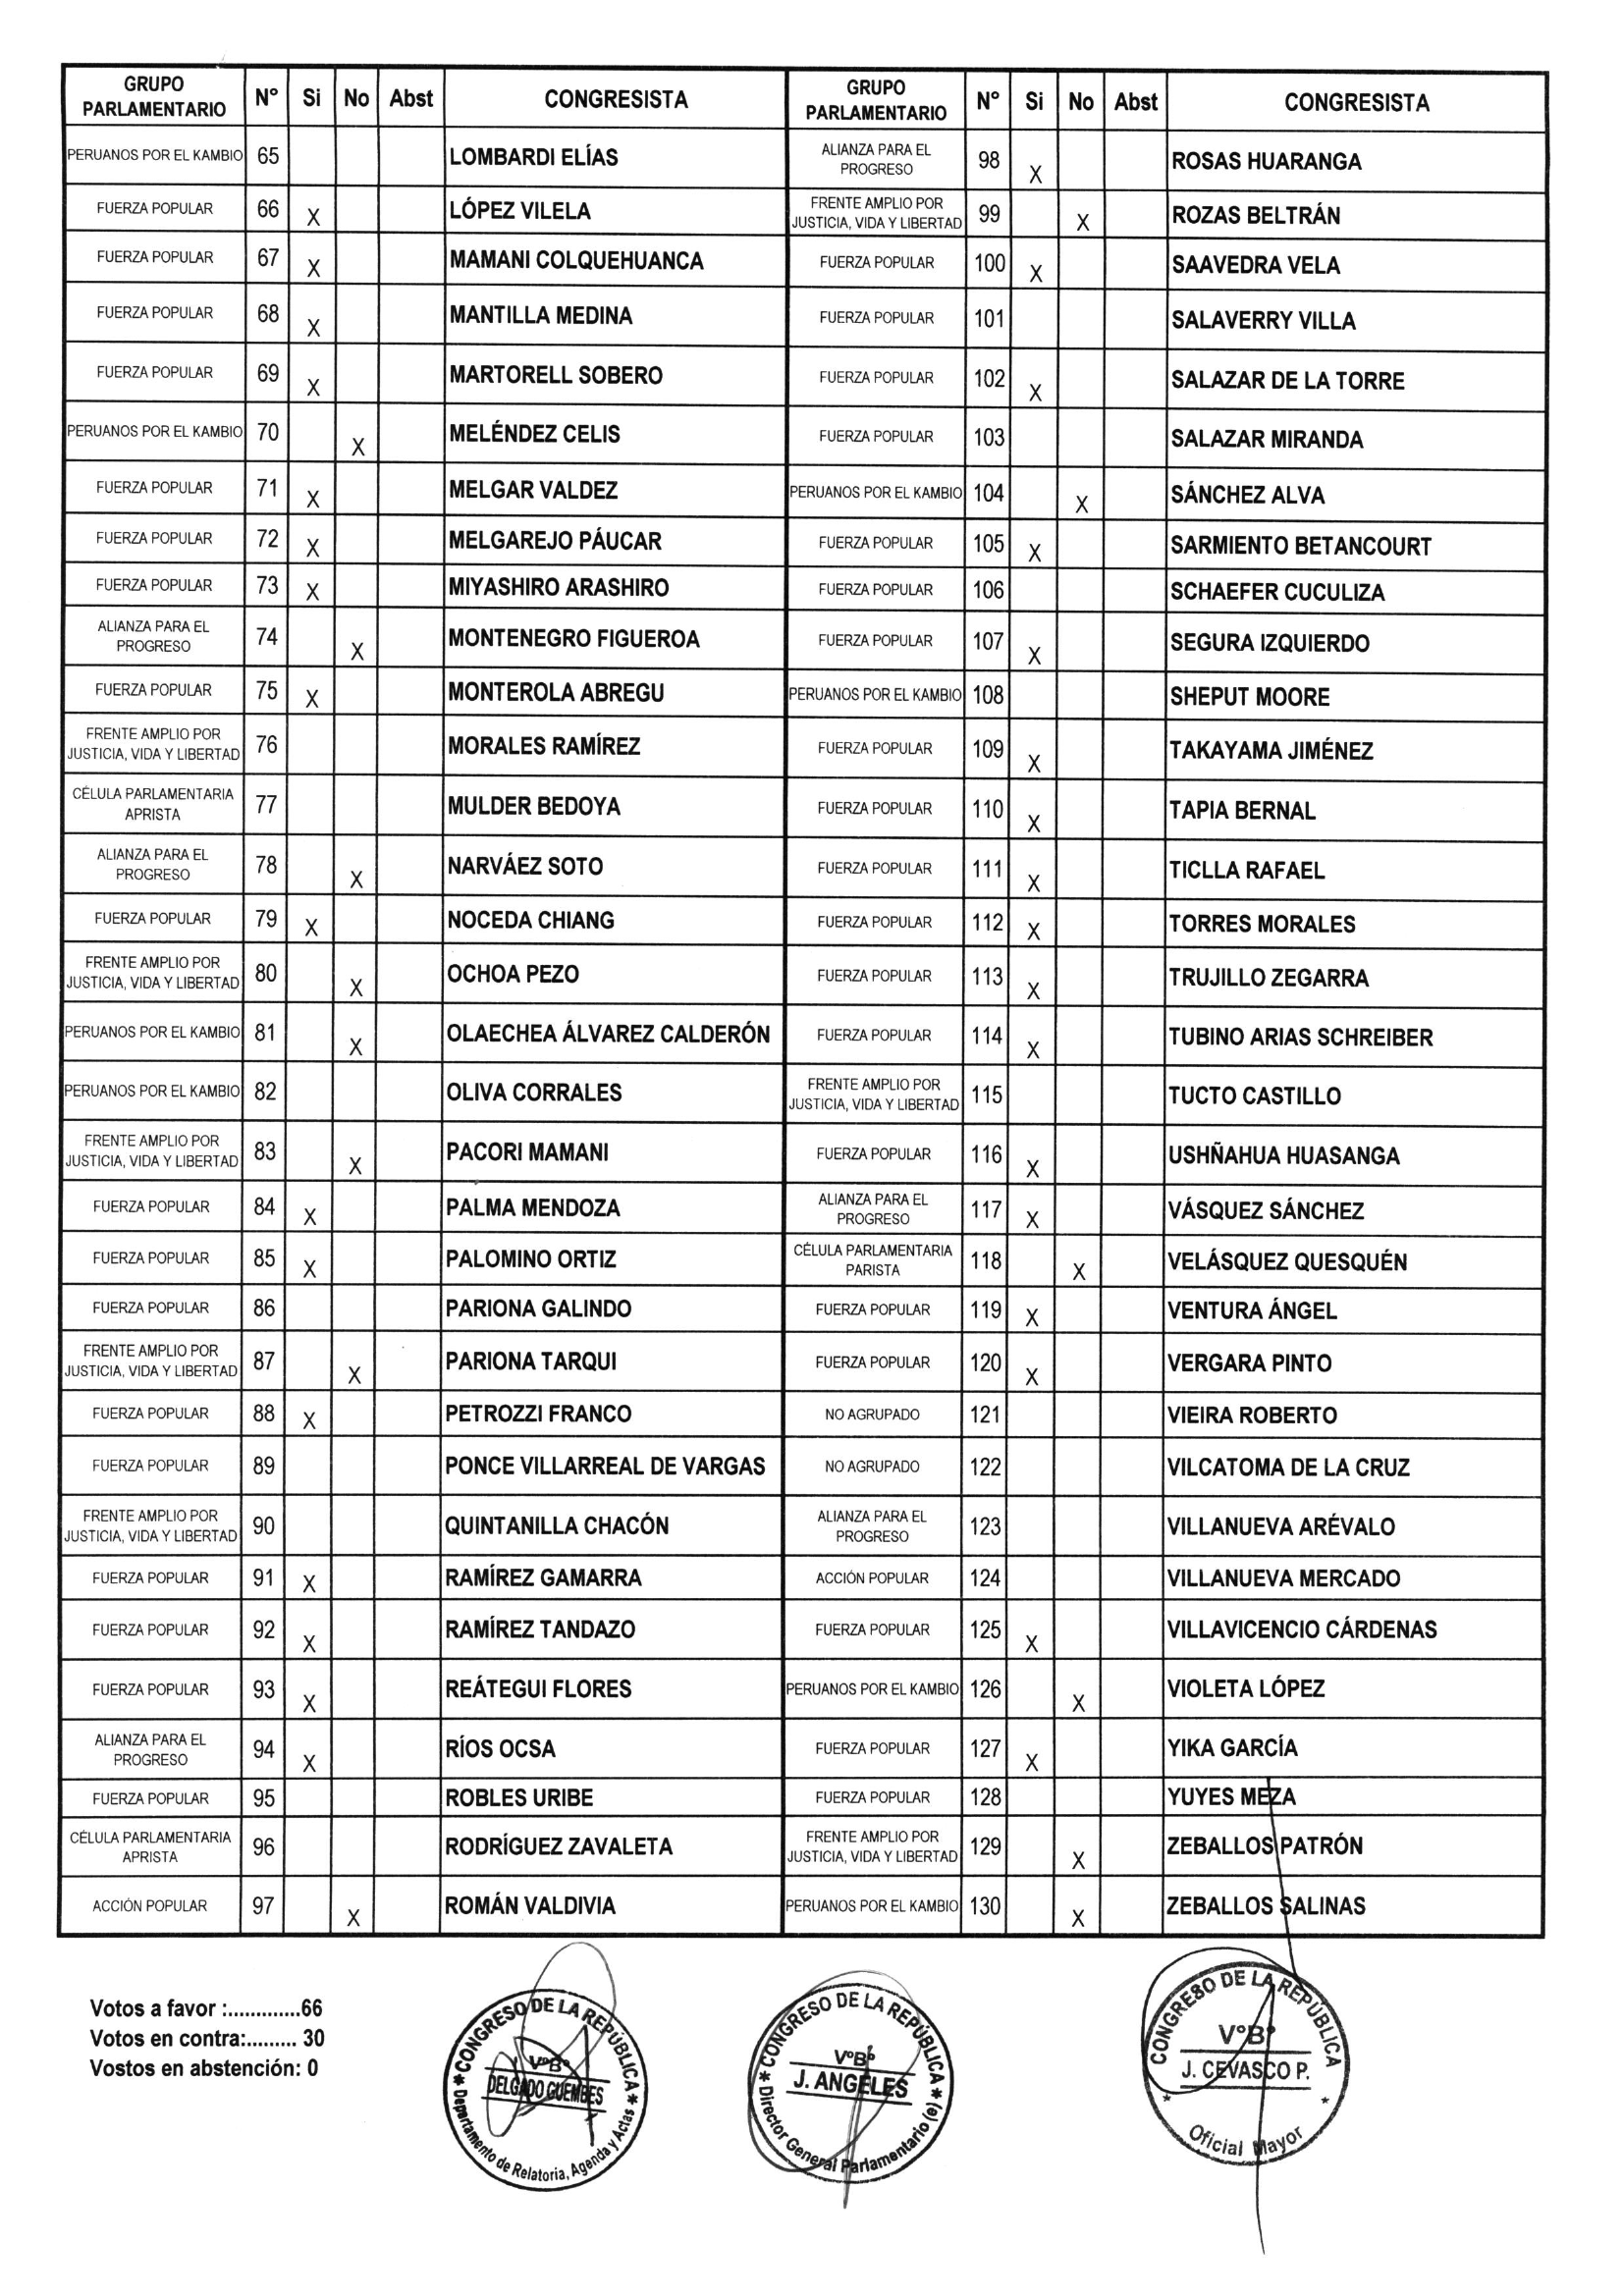 GRUPO PARLAMENTARIO N° Si No Abst CONGRESISTA
PERUANOS POR EL KAMBIO 65 LOMBARDI ELÍAS
FUERZA POPULAR 66 X LÓPEZ VILELA
FUERZA POPULAR 67 X MAMANI COLQUEHUANCA
FUERZA POPULAR 68 X MANTILLA MEDINA
FUERZA POPULAR 69 X MARTORELL SOBERO
PERUANOS POR EL KAMBIO 70 X MELÉNDEZ CELIS
FUERZA POPULAR 71 X MELGAR VALDEZ
FUERZA POPULAR 72 X MELGAREJO PÁUCAR
FUERZA POPULAR 73 X MIYASHIRO ARASHIRO
ALIANZA PARA EL PROGRESO 74 X MONTENEGRO FIGUEROA
FUERZA POPULAR 75 X MONTEROLA ABREGU
FRENTE AMPLIO POR JUSTICIA, VIDA Y LIBERTAD 76 MORALES RAMÍREZ
CÉLULA PARLAMENTARIA APRISTA 77 MULDER BEDOYA
ALIANZA PARA EL PROGRESO 78 X NARVÁEZ SOTO
FUERZA POPULAR 79 X NOCEDA CHIANG
FRENTE AMPLIO POR JUSTICIA, VIDA Y LIBERTAD 80 X OCHOA PEZO
PERUANOS POR EL KAMBIO 81 X OLAECHEA ÁLVAREZ CALDERÓN
PERUANOS POR EL KAMBIO 82 OLIVA CORRALES
FRENTE AMPLIO POR JUSTICIA, VIDA Y LIBERTAD 83 X PACORI MAMANI
FUERZA POPULAR 84 X PALMA MENDOZA
FUERZA POPULAR 85 X PALOMINO ORTIZ
FUERZA POPULAR 86 PARIONA GALINDO
FRENTE AMPLIO POR JUSTICIA, VIDA Y LIBERTAD 87 X PARIONA TARQUI
FUERZA POPULAR 88 X PETROZZI FRANCO
FUERZA POPULAR 89 PONCE VILLARREAL DE VARGAS
FRENTE AMPLIO POR JUSTICIA, VIDA Y LIBERTAD 90 QUINTANILLA CHACÓN
FUERZA POPULAR 91 X RAMÍREZ GAMARRA
FUERZA POPULAR 92 X RAMÍREZ TANDAZO
FUERZA POPULAR 93 X REÁTEGUI FLORES
ALIANZA PARA EL PROGRESO 94 X RÍOS OCSA
FUERZA POPULAR 95 ROBLES URIBE
CÉLULA PARLAMENTARIA APRISTA 96 RODRÍGUEZ ZAVALETA
ACCIÓN POPULAR 97 X ROMÁN VALDIVIA
GRUPO PARLAMENTARIO N° Si No Abst CONGRESISTA
ALIANZA PARA EL PROGRESO 98 X ROSAS HUARANGA
FRENTE AMPLIO POR JUSTICIA, VIDA Y LIBERTAD 99 X ROZAS BELTRÁN
FUERZA POPULAR 100 X SAAVEDRA VELA
FUERZA POPULAR 101 SALAVERRY VILLA
FUERZA POPULAR 102 X SALAZAR DE LA TORRE
FUERZA POPULAR 103 SALAZAR MIRANDA
PERUANOS POR EL KAMBIO 104 X SÁNCHEZ ALVA
FUERZA POPULAR 105 X SARMIENTO BETANCOURT
FUERZA POPULAR 106 SCHAEFER CUCULIZA
FUERZA POPULAR 107 X SEGURA IZQUIERDO
PERUANOS POR EL KAMBIO 108 SHEPUT MOORE
FUERZA POPULAR 109 X TAKAYAMA JIMÉNEZ
FUERZA POPULAR 110 X TAPIA BERNAL
FUERZA POPULAR 111 X TICLLA RAFAEL
FUERZA POPULAR 112 X TORRES MORALES
FUERZA POPULAR 113 X TRUJILLO ZEGARRA
FUERZA POPULAR 114 X TUBINO ARIAS SCHREIBER
FRENTE AMPLIO POR JUSTICIA, VIDA Y LIBERTAD 115 TUCTO CASTILLO
FUERZA POPULAR 116 X USHÑAHUA HUASANGA
ALIANZA PARA EL PROGRESO 117 X VÁSQUEZ SÁNCHEZ
CÉLULA PARLAMENTARIA PARISTA 118 X VELÁSQUEZ QUESQUÉN
FUERZA POPULAR 119 X VENTURA ÁNGEL
FUERZA POPULAR 120 X VERGARA PINTO
NO AGRUPADO 121 VIEIRA ROBERTO
NO AGRUPADO 122 VILCATOMA DE LA CRUZ
ALIANZA PARA EL PROGRESO 123 VILLANUEVA ARÉVALO
ACCIÓN POPULAR 124 VILLANUEVA MERCADO
FUERZA POPULAR 125 X VILLAVICENCIO CÁRDENAS
PERUANOS POR EL KAMBIO 126 X VIOLETA LÓPEZ
FUERZA POPULAR 127 X YIKA GARCÍA
FUERZA POPULAR 128 YUYES MEZA
FRENTE AMPLIO POR JUSTICIA, VIDA Y LIBERTAD 129 X ZEBALLOS PATRÓN
PERUANOS POR EL KAMBIO 130 X ZEBALLOS SALINAS
Votos a favor :.............66
Votos en contra:......... 30
Vostos en abstención: 0
* CONGRESO DE LA REPÚBLICA *
V°B°
DELGADO GUEMBES
Departamento de Relatoria, Agenda y Actas
* CONGRESO DE LA REPÚBLICA *
V°B°
J. ANGELES
Director General Parlamentario (e)
CONGRESO DE LA REPÚBLICA
V°B°
J. CEVASCO P.
* Oficial Mayor *